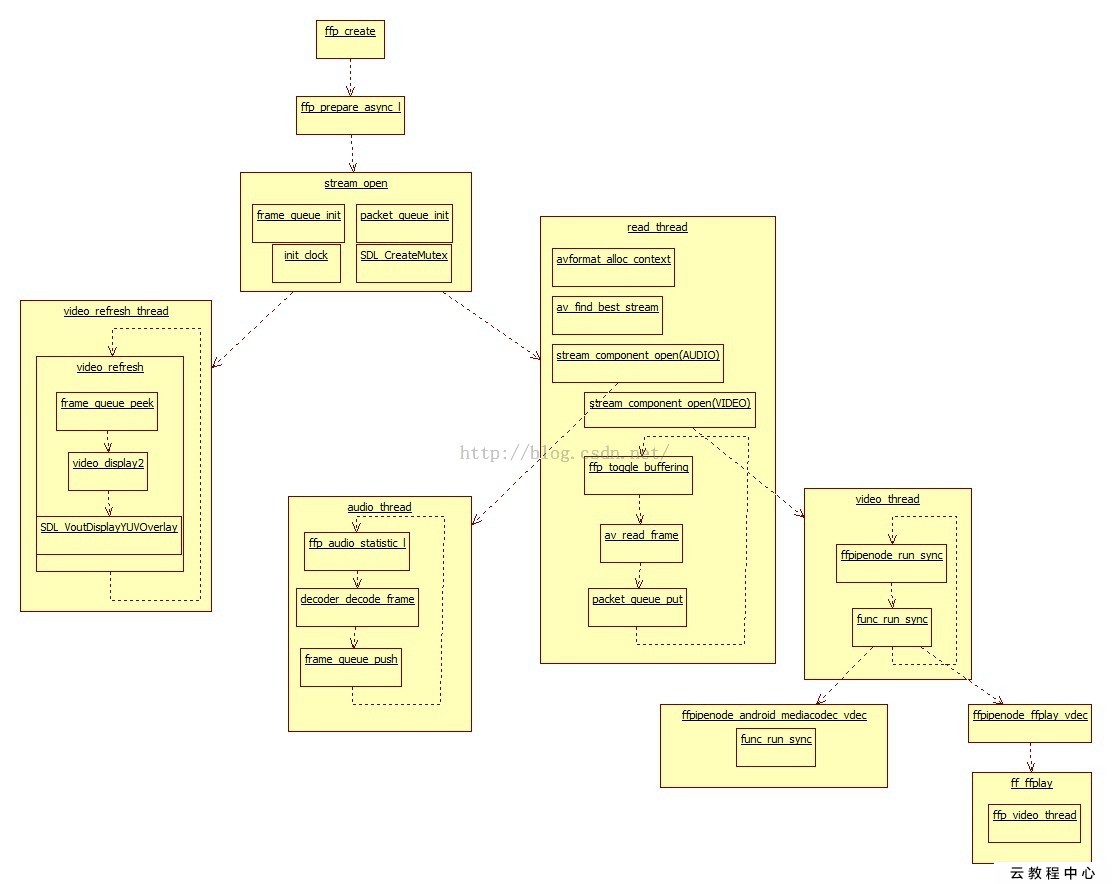 ffp_create
ffp_prepare_async_l
stream_open
frame_queue_init
packet_queue_init
init_clock
SDL_CreateMutex
read_thread
avformat_alloc_context
av_find_best_stream
stream_component_open(AUDIO)
stream_component_open(VIDEO)
ffp_toggle_buffering
av_read_frame
packet_queue_put
video_refresh_thread
video_refresh
frame_queue_peek
video_display2
SDL_VoutDisplayYUVOverlay
http://blog.csdn.net/
audio_thread
ffp_audio_statistic_l
decoder_decode_frame
frame_queue_push
video_thread
ffpipenode_run_sync
func_run_sync
ffpipenode_android_mediacodec_vdec
func_run_sync
ffpipenode_ffplay_vdec
ff_ffplay
ffp_video_thread
云教程中心